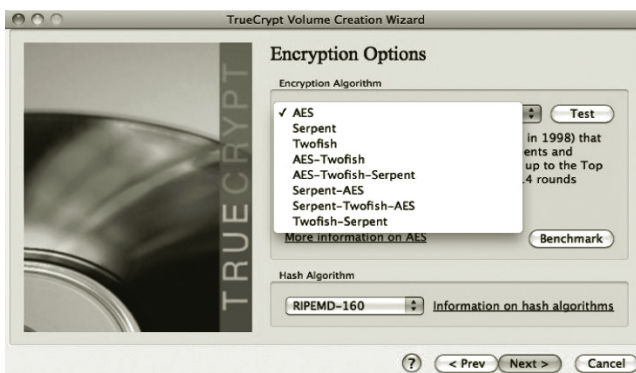 TrueCrypt Volume Creation Wizard
TRUECRYPT
Encryption Options
Encryption Algorithm
✓ AES
Serpent
Twofish
AES-Twofish
AES-Twofish-Serpent
Serpent-AES
Serpent-Twofish-AES
Twofish-Serpent
Test
in 1998) that
ents and
up to the Top
4 rounds
More information on AES
Benchmark
Hash Algorithm
RIPEMD-160
Information on hash algorithms
?
< Prev
Next >
Cancel